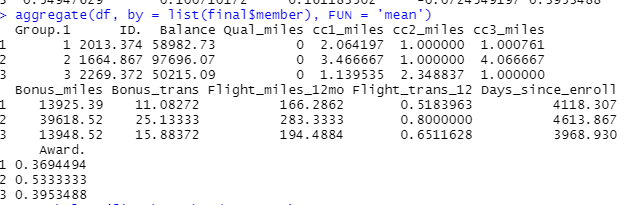 > aggregate(df, by = list(final$member), FUN = 'mean')
  Group.1      ID.  Balance Qual_miles cc1_miles cc2_miles cc3_miles
1       1 2013.374 58982.73          0  2.064197  1.000000  1.000761
2       2 1664.867 97696.07          0  3.466667  1.000000  4.066667
3       3 2269.372 50215.09          0  1.139535  2.348837  1.000000
  Bonus_miles Bonus_trans Flight_miles_12mo Flight_trans_12 Days_since_enroll
1    13925.39    11.08272          166.2862       0.5183963          4118.307
2    39618.52    25.13333          283.3333       0.8000000          4613.867
3    13948.52    15.88372          194.4884       0.6511628          3968.930
     Award.
1 0.3694494
2 0.5333333
3 0.3953488